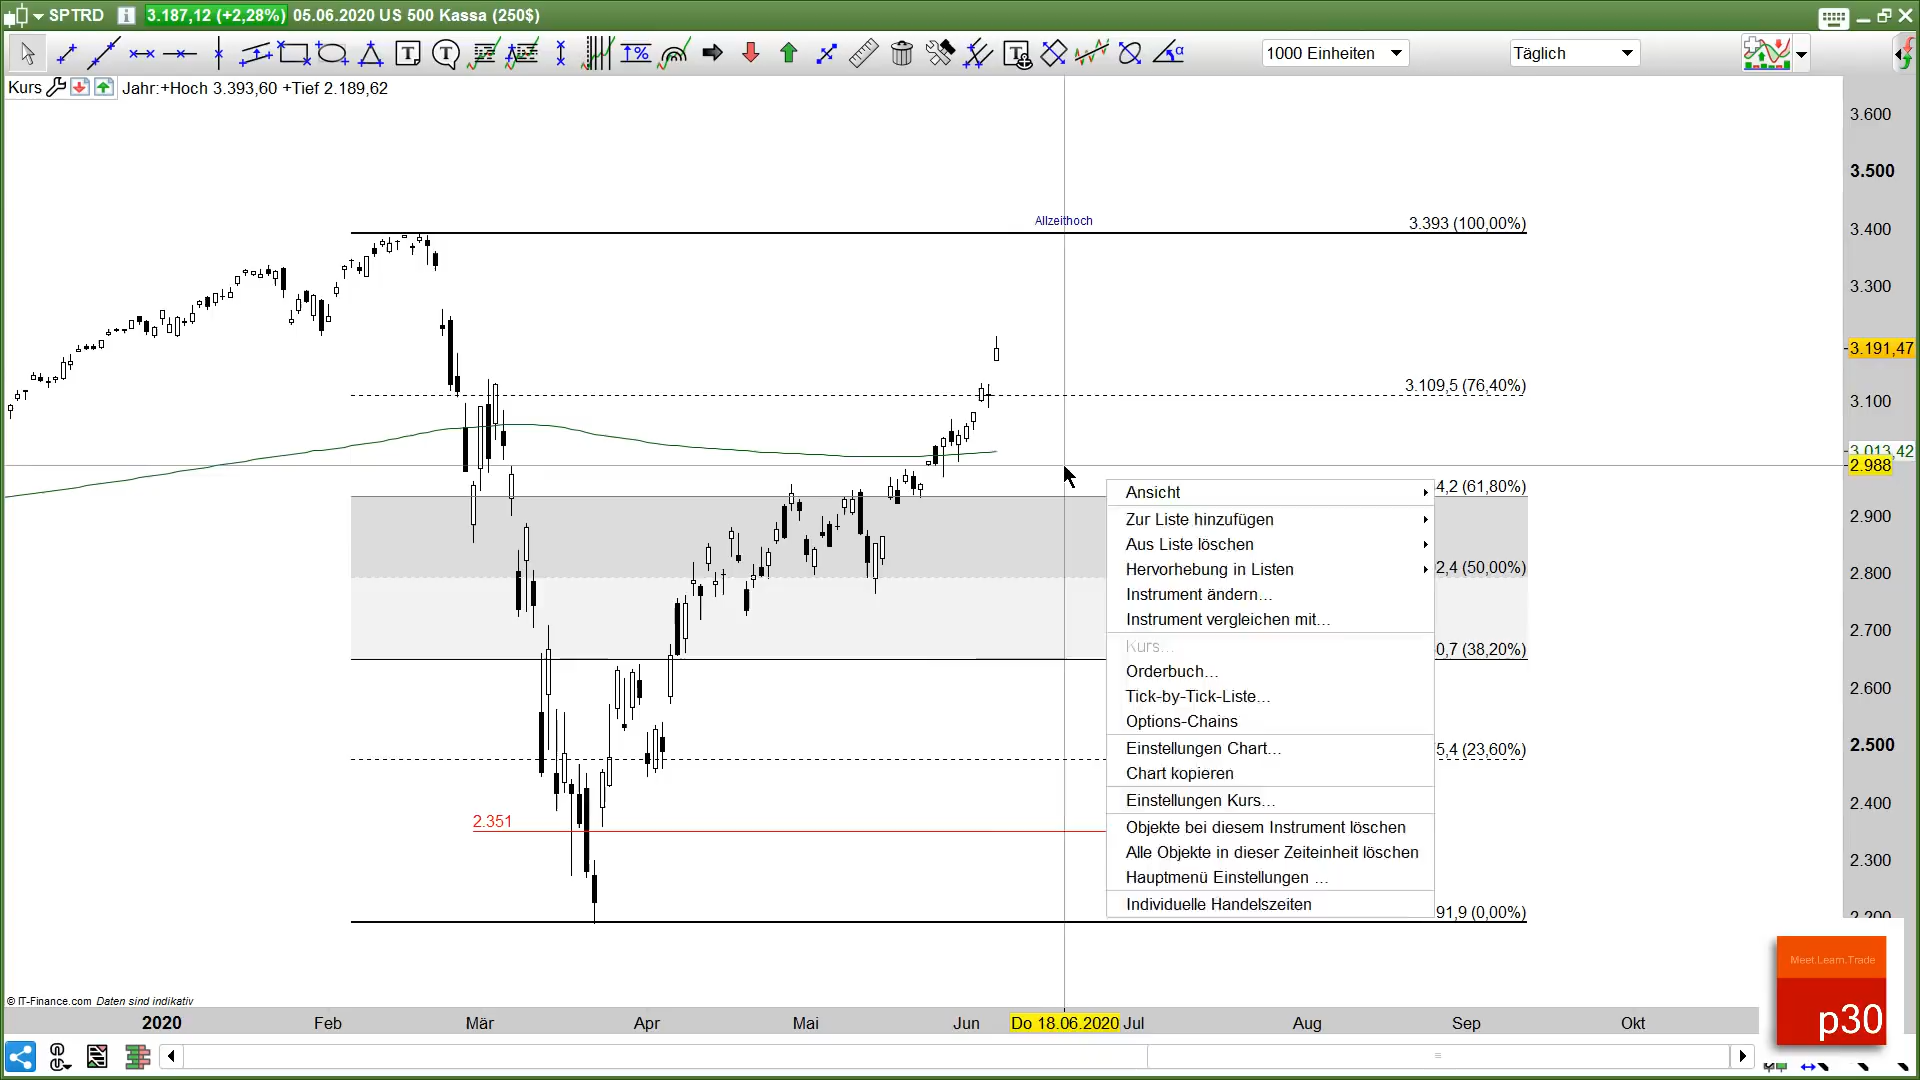 SPTRD 3.187,12 (+2,28%) 05.06.2020 US 500 Kassa (250$)
1000 Einheiten Täglich
Kurs Jahr:+Hoch 3.393,60 +Tief 2.189,62
3.600
3.500
Allzeithoch 3.393 (100,00%)
3.400
3.300
3.191,47
3.109,5 (76,40%)
3.100
3.013,42
2.988
4,2 (61,80%)
Ansicht
Zur Liste hinzufügen
2.900
Aus Liste löschen
Hervorhebung in Listen 2,4 (50,00%)
2.800
Instrument ändern...
Instrument vergleichen mit...
2.700
Kurs... 0,7 (38,20%)
Orderbuch...
2.600
Tick-by-Tick-Liste...
Options-Chains
2.500
Einstellungen Chart... 5,4 (23,60%)
Chart kopieren
Einstellungen Kurs... 2.400
2.351
Objekte bei diesem Instrument löschen
Alle Objekte in dieser Zeiteinheit löschen 2.300
Hauptmenü Einstellungen ...
Individuelle Handelszeiten 91,9 (0,00%)
2.200
Meet.Learn.Trade
p30
© IT-Finance.com Daten sind indikativ
2020 Feb Mär Apr Mai Jun Do 18.06.2020 Jul Aug Sep Okt